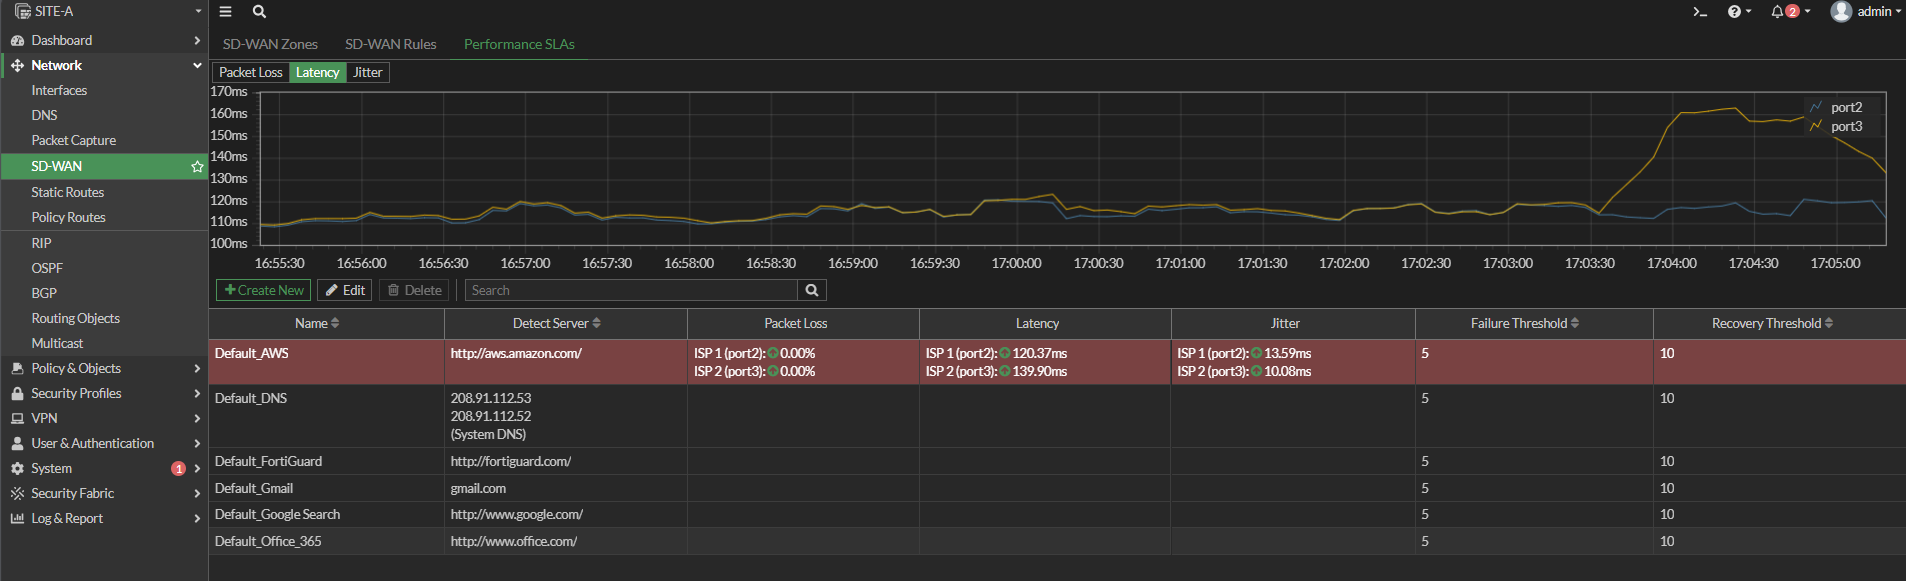 SITE-A
2
admin
Dashboard
Network
Interfaces
DNS
Packet Capture
SD-WAN
Static Routes
Policy Routes
RIP
OSPF
BGP
Routing Objects
Multicast
Policy & Objects
Security Profiles
VPN
User & Authentication
System 1
Security Fabric
Log & Report
SD-WAN Zones SD-WAN Rules Performance SLAs
Packet Loss Latency Jitter
170ms
160ms
150ms
140ms
130ms
120ms
110ms
100ms
port2
port3
16:55:30 16:56:00 16:56:30 16:57:00 16:57:30 16:58:00 16:58:30 16:59:00 16:59:30 17:00:00 17:00:30 17:01:00 17:01:30 17:02:00 17:02:30 17:03:00 17:03:30 17:04:00 17:04:30 17:05:00
+ Create New Edit Delete Search
Name Detect Server Packet Loss Latency Jitter Failure Threshold Recovery Threshold
Default_AWS http://aws.amazon.com/ ISP 1 (port2): 0.00% ISP 1 (port2): 120.37ms ISP 1 (port2): 13.59ms 5 10
ISP 2 (port3): 0.00% ISP 2 (port3): 139.90ms ISP 2 (port3): 10.08ms
Default_DNS 208.91.112.53 5 10
208.91.112.52
(System DNS)
Default_FortiGuard http://fortiguard.com/ 5 10
Default_Gmail gmail.com 5 10
Default_Google Search http://www.google.com/ 5 10
Default_Office_365 http://www.office.com/ 5 10